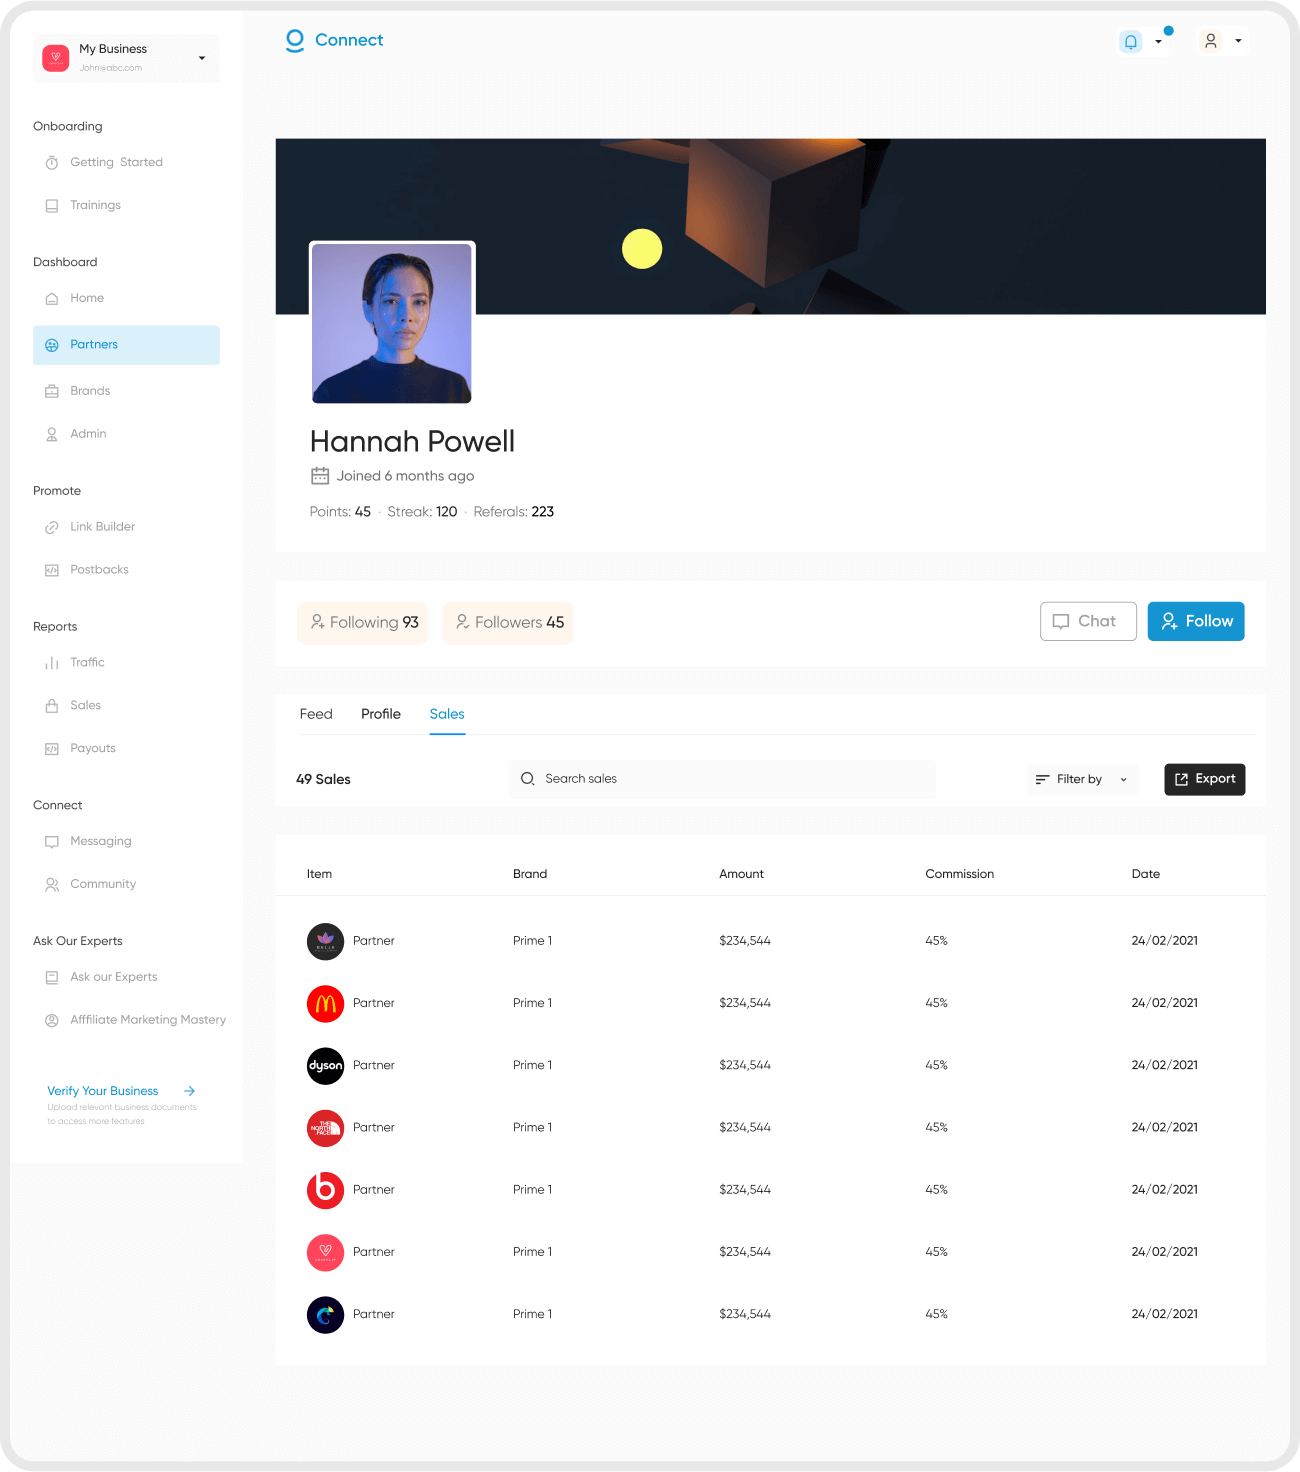 My Business
John@abc.com
Connect
Onboarding
Getting Started
Trainings
Dashboard
Home
Partners
Brands
Admin
Promote
Link Builder
Postbacks
Reports
Traffic
Sales
Payouts
Connect
Messaging
Community
Ask Our Experts
Ask our Experts
Afffiliate Marketing Mastery
Verify Your Business
Upload relevant business documents
to access more features
Hannah Powell
Joined 6 months ago
Points: 45 · Streak: 120 · Referals: 223
Following 93 Followers 45 Chat Follow
Feed Profile Sales
49 Sales Search sales Filter by Export
Item Brand Amount Commission Date
Partner Prime 1 $234,544 45% 24/02/2021
Partner Prime 1 $234,544 45% 24/02/2021
dyson Partner Prime 1 $234,544 45% 24/02/2021
THE
NORTH
FACE
Partner Prime 1 $234,544 45% 24/02/2021
Partner Prime 1 $234,544 45% 24/02/2021
Partner Prime 1 $234,544 45% 24/02/2021
Partner Prime 1 $234,544 45% 24/02/2021